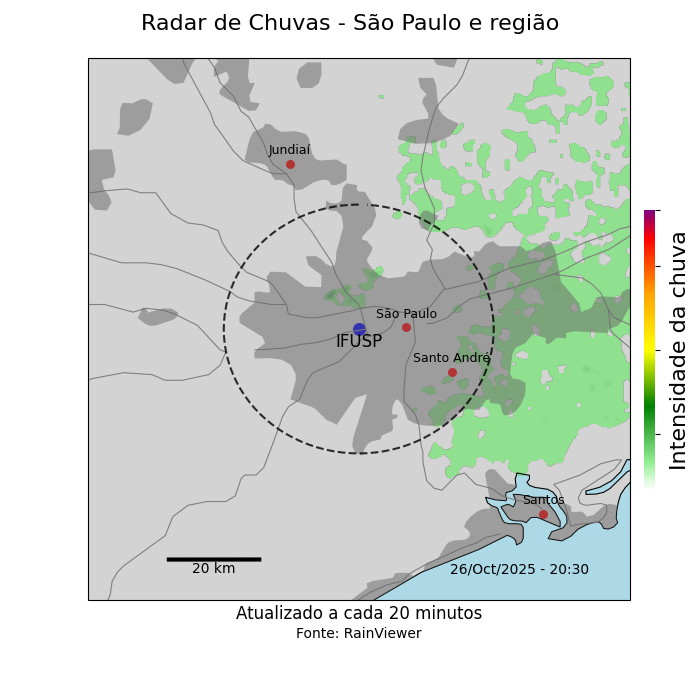 Radar de Chuvas - São Paulo e região
Jundiaí
São Paulo
IFUSP
Santo André
Santos
20 km
26/Oct/2025 - 20:30
Intensidade da chuva
Atualizado a cada 20 minutos
Fonte: RainViewer